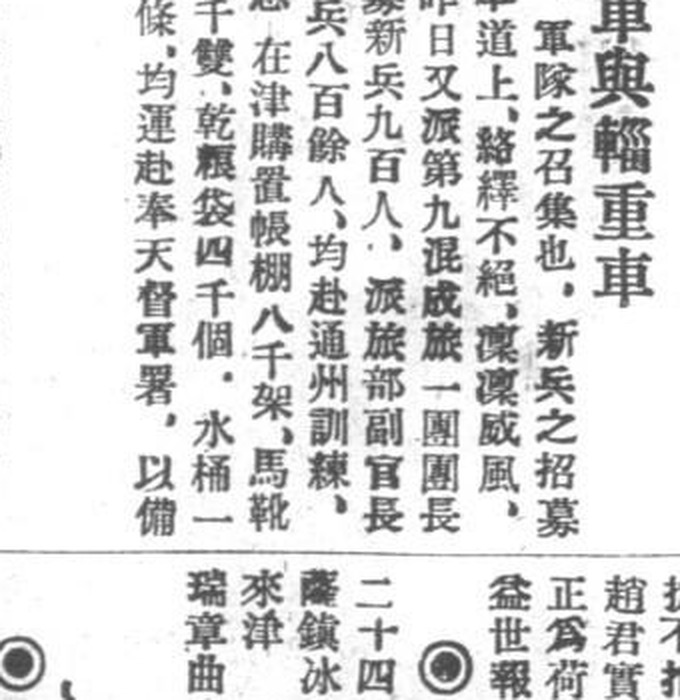 車與輜重車
軍隊之召集也，新兵之招募
道上、絡繹不絕、凜凜威風，
昨日又派第九混成旅一團團長
募新兵九百人、派旅部副官長
兵八百餘人、均赴通州訓練、
在津購置帳棚八千架、馬靴
千雙、乾粮袋四千個．水桶一
條、均運赴奉天督軍署，以備
趙君實
正爲荷
益世報
二十四
薩鎮冰
來津
瑞章曲